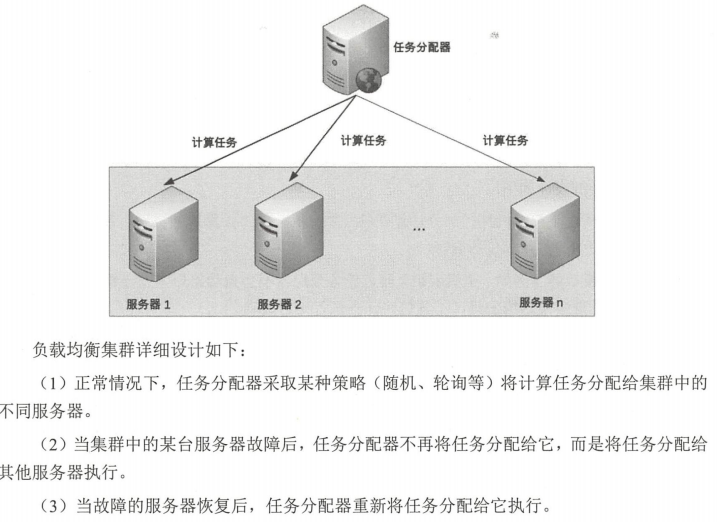 任务分配器
计算任务
计算任务
计算任务
服务器 1
服务器 2
...
服务器 n
负载均衡集群详细设计如下：
（1）正常情况下，任务分配器采取某种策略（随机、轮询等）将计算任务分配给集群中的
不同服务器。
（2）当集群中的某台服务器故障后，任务分配器不再将任务分配给它，而是将任务分配给
其他服务器执行。
（3）当故障的服务器恢复后，任务分配器重新将任务分配给它执行。